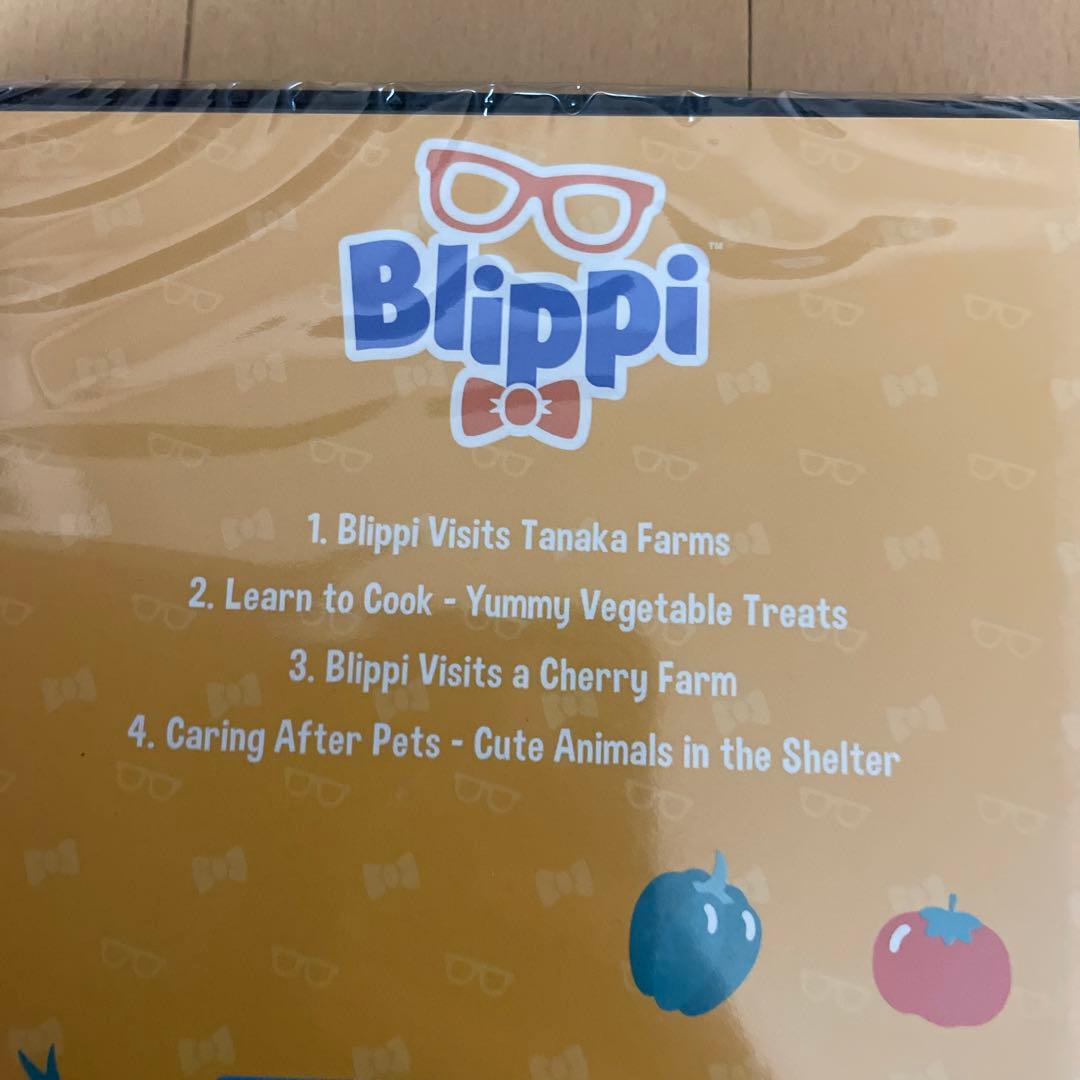 Blippi™
1. Blippi Visits Tanaka Farms
2. Learn to Cook - Yummy Vegetable Treats
3. Blippi Visits a Cherry Farm
4. Caring After Pets - Cute Animals in the Shelter